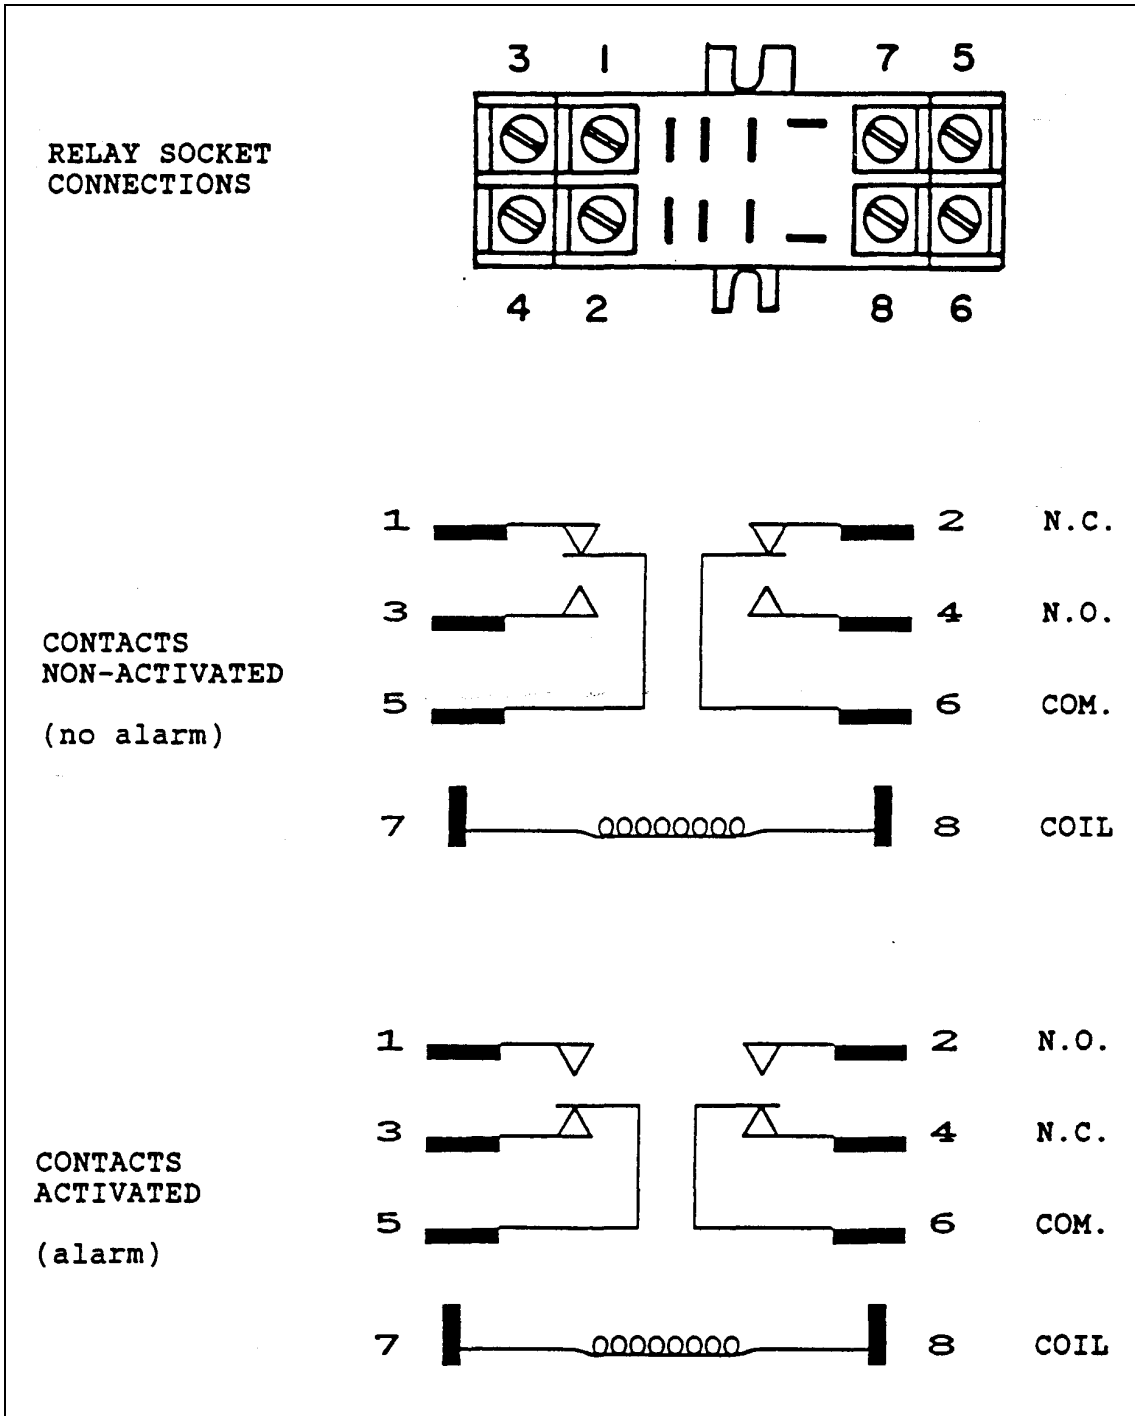 3 1 7 5
RELAY SOCKET
CONNECTIONS
4 2 8 6
1 2 N.C.
3 4 N.O.
CONTACTS
NON-ACTIVATED
5 6 COM.
(no alarm)
7 8 COIL
1 2 N.O.
3 4 N.C.
CONTACTS
ACTIVATED
5 6 COM.
(alarm)
7 8 COIL